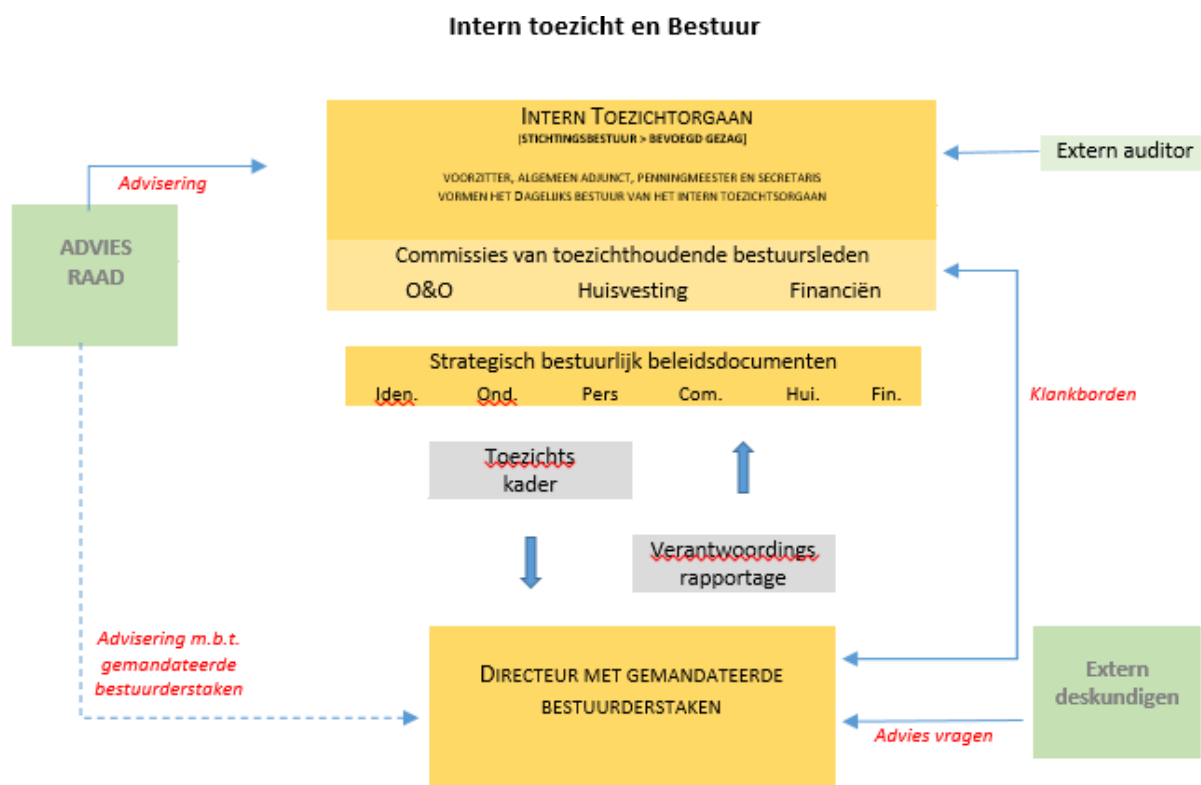 Intern toezicht en Bestuur
INTERN TOEZICHTORGAAN
[STICHTINGSBESTUUR > BEVOEGD GEZAG]
VOORZITTER, ALGEMEEN ADJUNCT, PENNINGMEESTER EN SECRETARIS
VORMEN HET DAGELIJKS BESTUUR VAN HET INTERN TOEZICHTSORGAAN
Extern auditor
Advisering
ADVIES
RAAD
Commissies van toezichthoudende bestuursleden
O&O Huisvesting Financiën
Strategisch bestuurlijk beleidsdocumenten
Iden. Ond. Pers Com. Hui. Fin.
Klankborden
Toezichts
kader
Verantwoordings
rapportage
Advisering m.b.t.
gemandateerde
bestuurderstaken
DIRECTEUR MET GEMANDATEERDE
BESTUURDERSTAKEN
Extern
deskundigen
Advies vragen